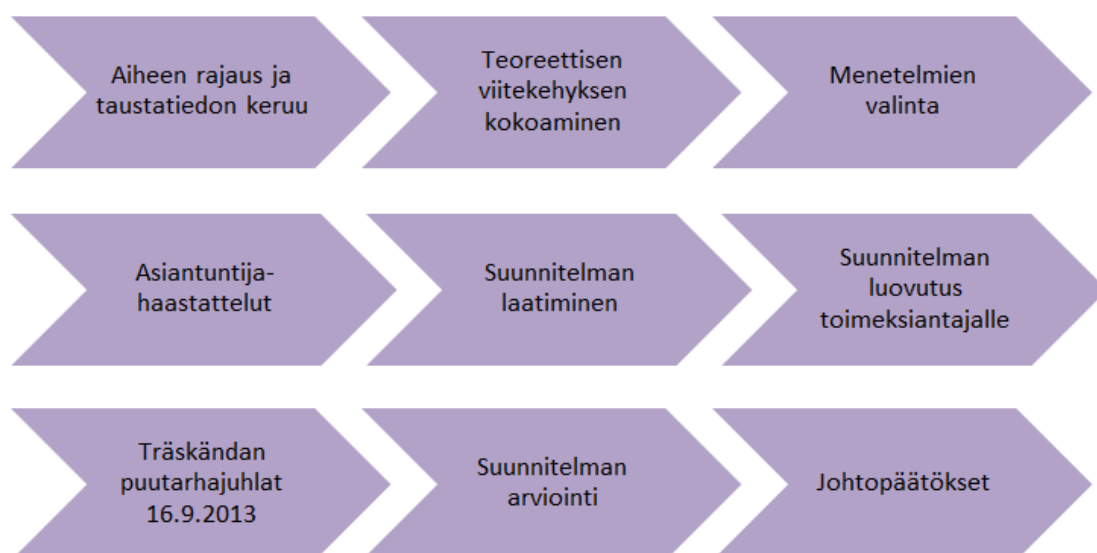 Aiheen rajaus ja
taustatiedon keruu
Teoreettisen
viitekehyksen
kokoaminen
Menetelmien
valinta
Asiantuntija-
haastattelut
Suunnitelman
laatiminen
Suunnitelman
luovutus
toimeksiantajalle
Träskändan
puutarhajuhlat
16.9.2013
Suunnitelman
arviointi
Johtopäätökset